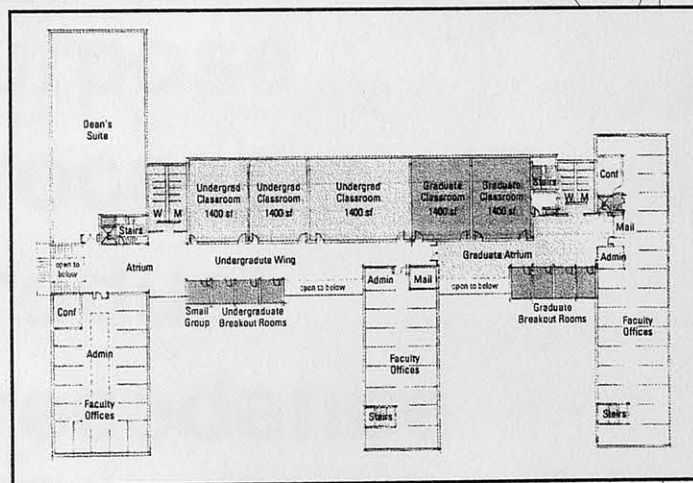 Dean's
Suite
W M
Undergrad
Classroom
1400 sf
Undergrad
Classroom
1400 sf
Undergrad
Classroom
1400 sf
Graduate
Classroom
1400 sf
Graduate
Classroom
1400 sf
Stairs
W M
Conf
Mail
E
Stairs
open to
below
Atrium
Undergradute Wing
Graduate Atrium
Admin
Conf
Admin
Faculty
Offices
Small
Group
Undergraduate
Breakout Rooms
open to below
Admin
Mail
open to
below
Faculty
Offices
Stairs
Graduate
Breakout Rooms
Faculty
Offices
Stairs